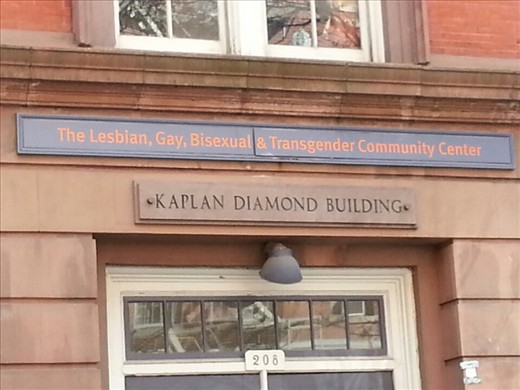 The Lesbian, Gay, Bisexual & Transgender Community Center
KAPLAN DIAMOND BUILDING
208